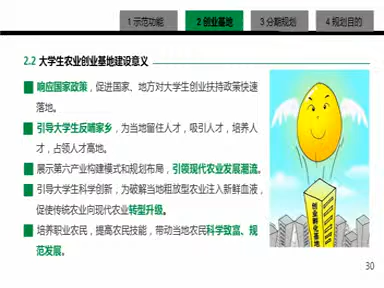 1 示范功能
2 创业基地
3 分期规划
4 规划目的
2.2 大学生农业创业基地建设意义
响应国家政策，促进国家、地方对大学生创业扶持政策快速
落地。
引导大学生反哺家乡，为当地留住人才，吸引人才，培养人
才，占领人才高地。
展示第六产业构建模式和规划布局，引领现代农业发展潮流。
引导大学生科学创新，为破解当地粗放型农业注入新鲜血液，
促使传统农业向现代农业转型升级。
培养职业农民，提高农民技能，带动当地农民科学致富、规
范发展。
创业孵化基地
30